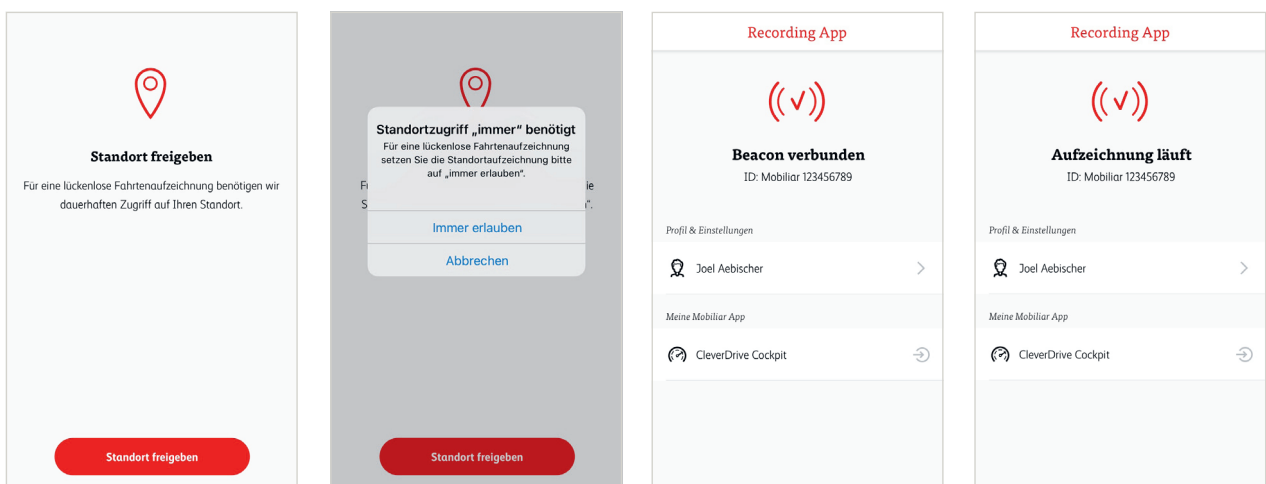 Standort freigeben
Für eine lückenlose Fahrtenaufzeichnung benötigen wir
dauerhaften Zugriff auf Ihren Standort.
Standort freigeben
Standortzugriff „immer" benötigt
Für eine lückenlose Fahrtenaufzeichnung
setzen Sie die Standortaufzeichnung bitte
auf „immer erlauben".
Immer erlauben
Abbrechen
Standort freigeben
Recording App
Beacon verbunden
ID: Mobiliar 123456789
Profil & Einstellungen
Joel Aebischer
Meine Mobiliar App
CleverDrive Cockpit
Recording App
Aufzeichnung läuft
ID: Mobiliar 123456789
Profil & Einstellungen
Joel Aebischer
Meine Mobiliar App
CleverDrive Cockpit